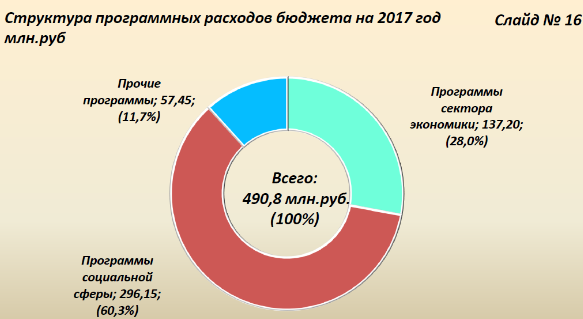 Структура программных расходов бюджета на 2017 год
млн.руб
Слайд № 16
Прочие
программы; 57,45;
(11,7%)
Программы
сектора
экономики; 137,20;
(28,0%)
Всего:
490,8 млн.руб.
(100%)
Программы
социальной
сферы; 296,15;
(60,3%)